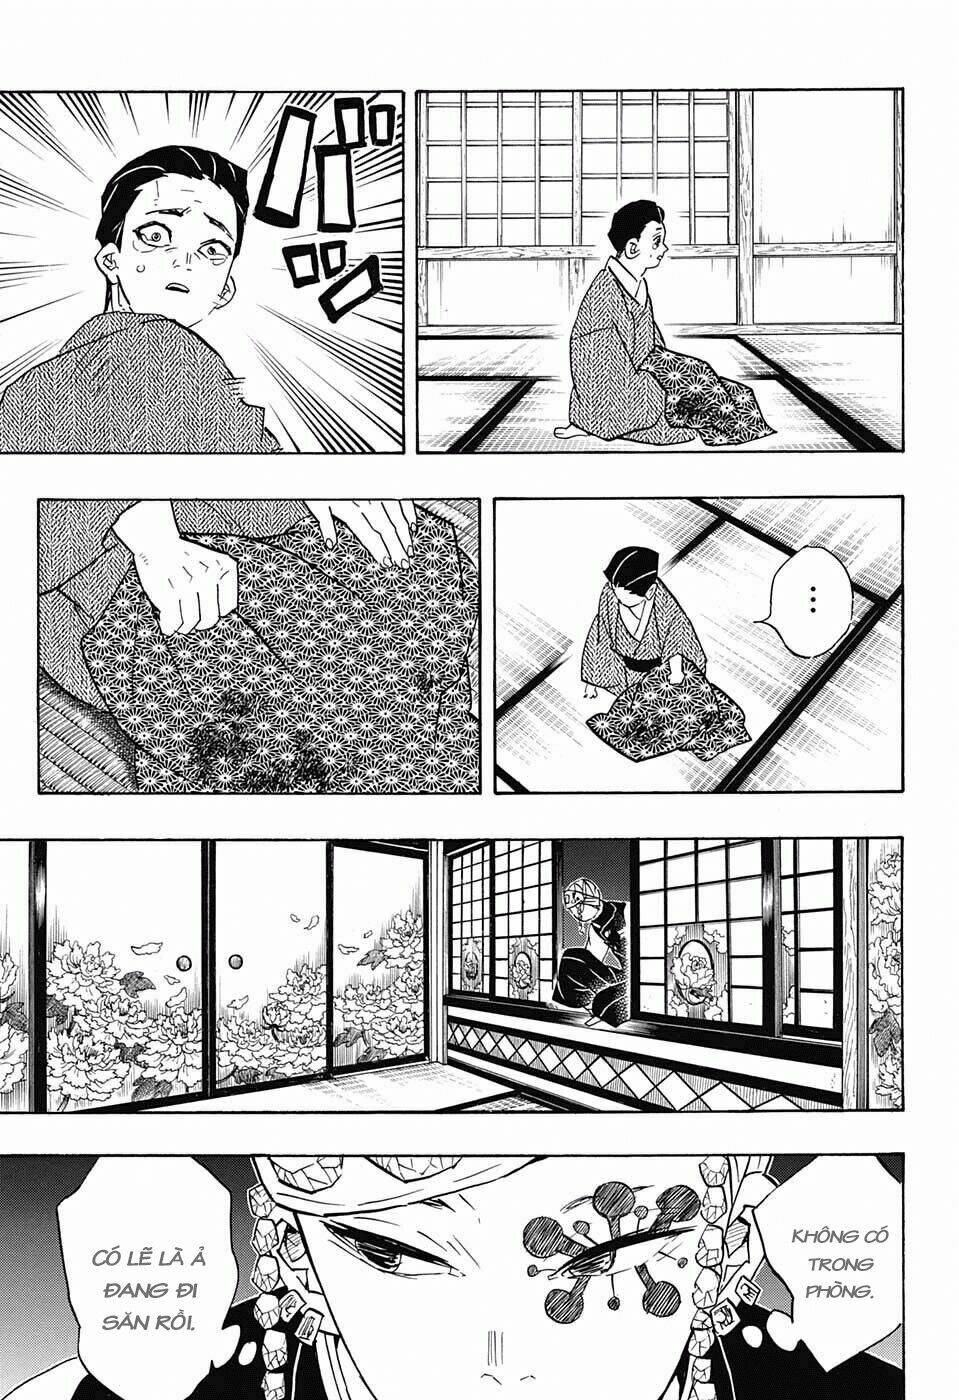 ...
KHÔNG CÓ
TRONG
PHÒNG.
CÓ LẼ LÀ Ả
ĐANG ĐI
SĂN RỒI.